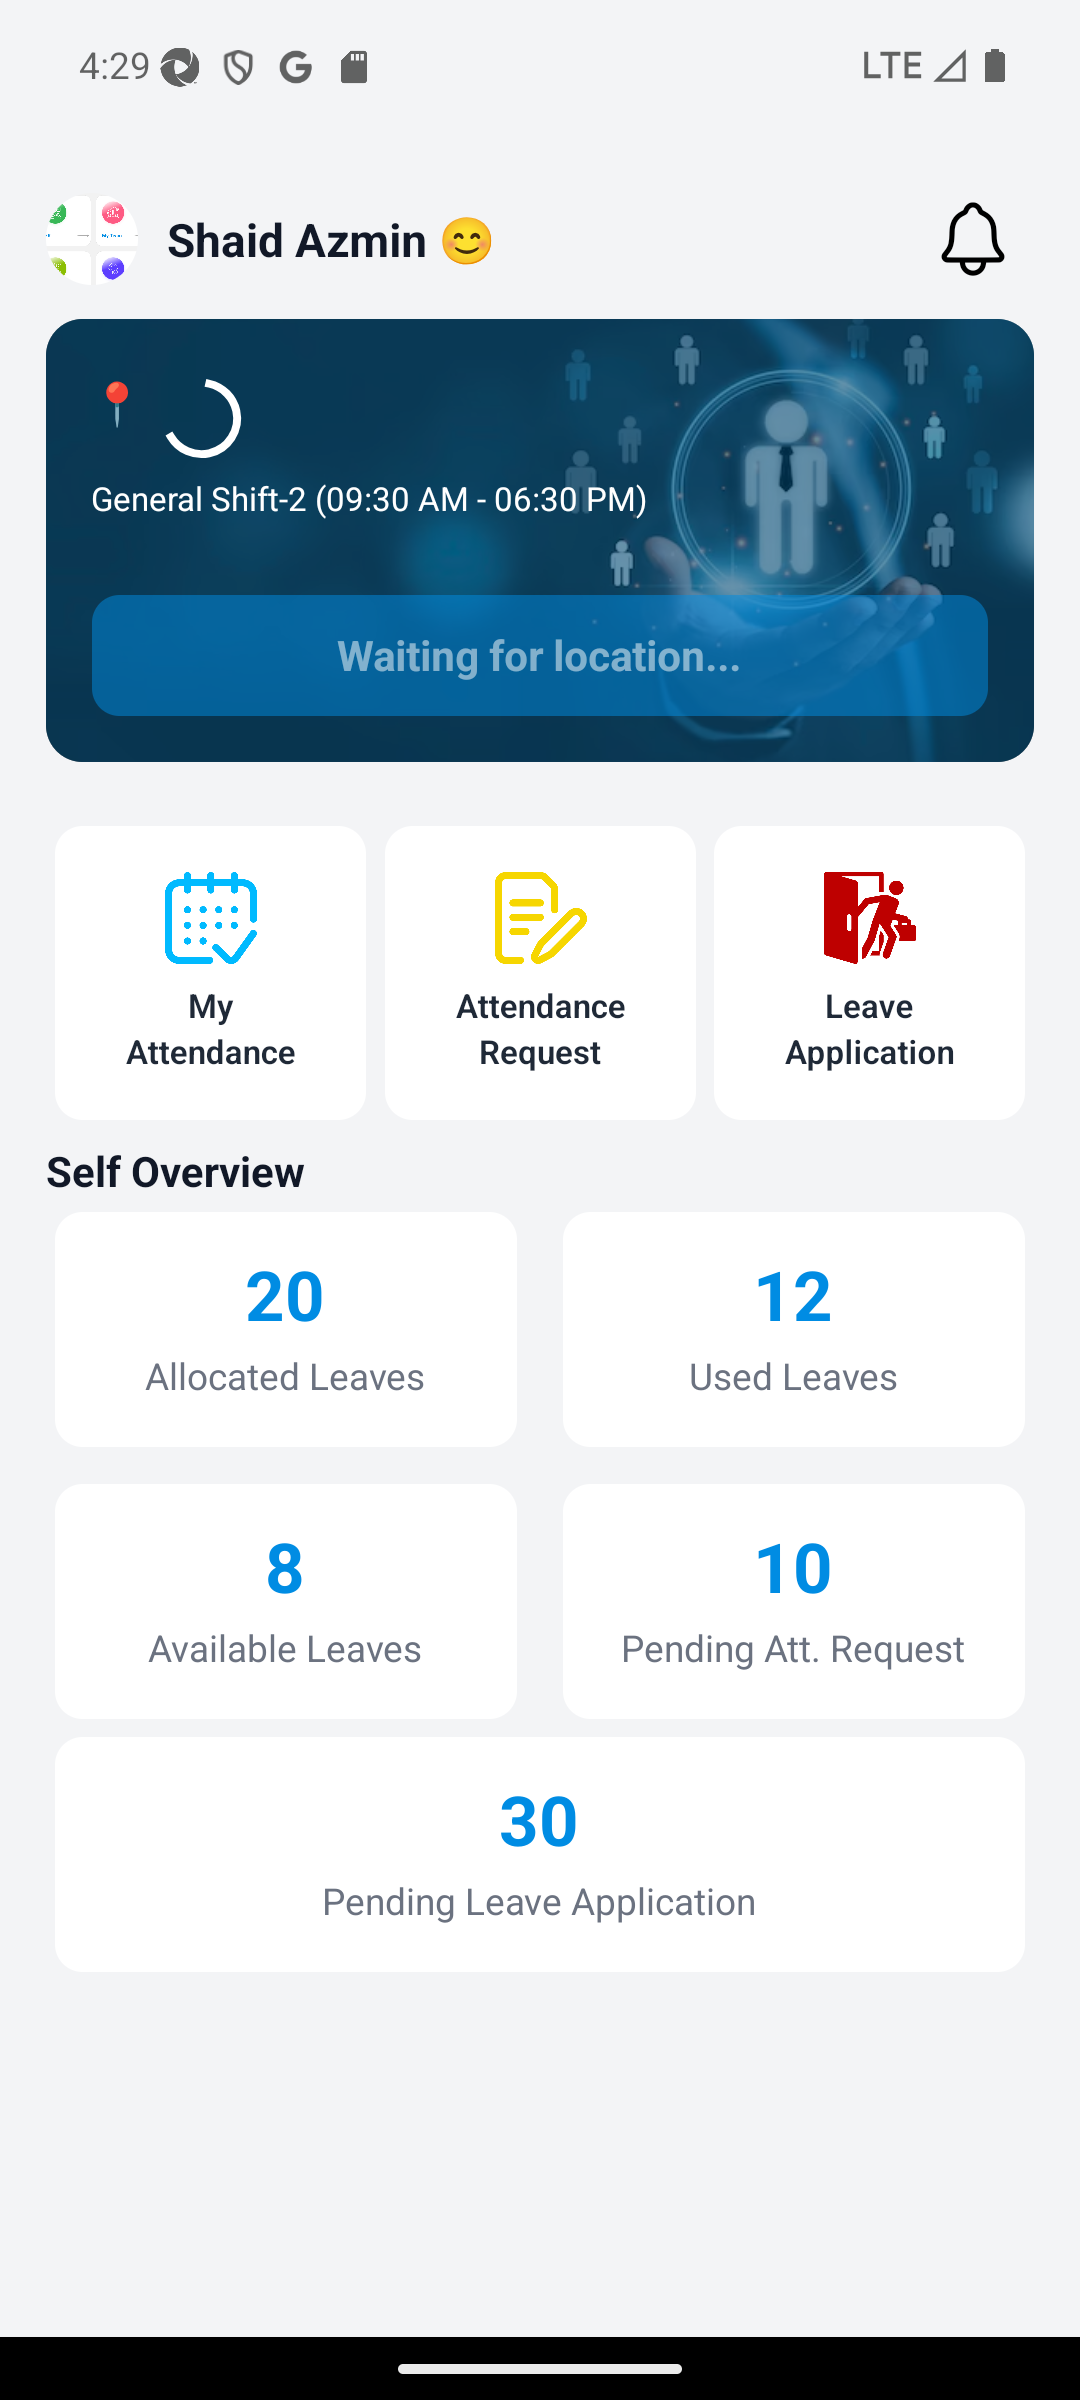 4:29
LTE
Shaid Azmin 😊
General Shift-2 (09:30 AM - 06:30 PM)
Waiting for location...
My
Attendance
Attendance
Request
Leave
Application
Self Overview
20
Allocated Leaves
12
Used Leaves
8
Available Leaves
10
Pending Att. Request
30
Pending Leave Application